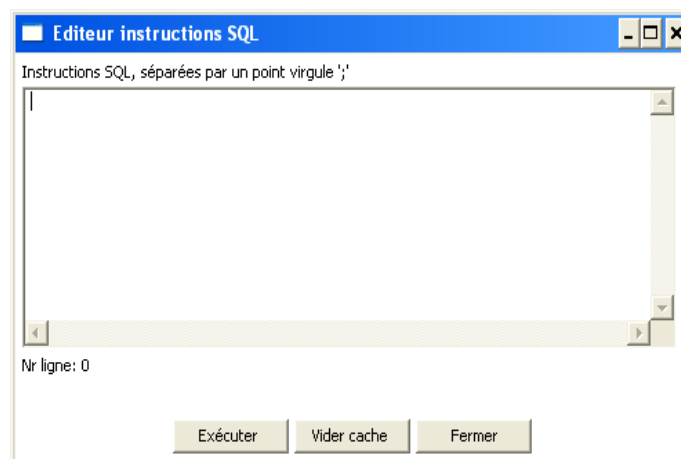 Editeur instructions SQL
Instructions SQL, séparées par un point virgule ';'
Nr ligne: 0
Exécuter Vider cache Fermer